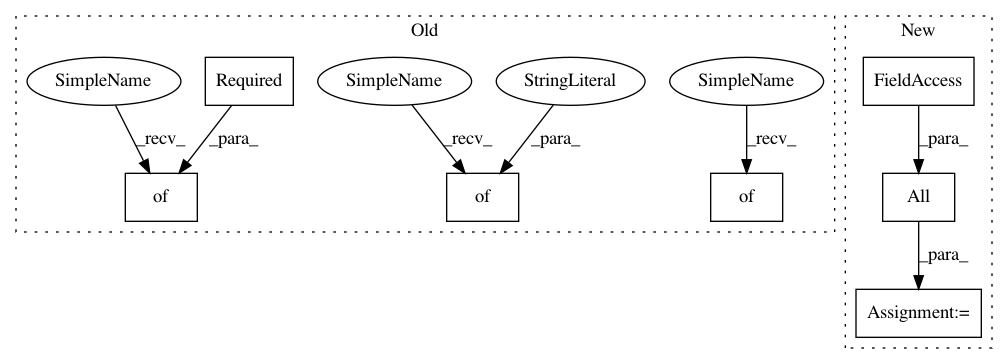 Old
New
SimpleName
Required
SimpleName
StringLiteral
SimpleName
FieldAccess
_recv_
_para_
_recv_
_para_
_recv_
_para_
of
of
of
All
_para_
Assignment:=